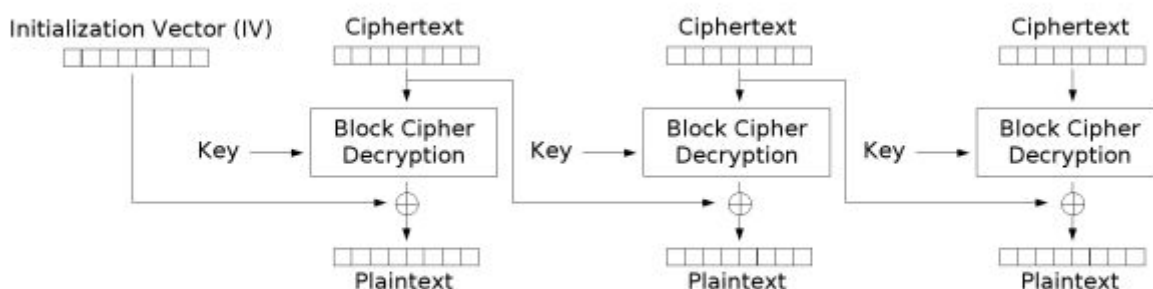 Initialization Vector (IV)
Ciphertext
Ciphertext
Ciphertext
Key
Block Cipher
Decryption
Key
Block Cipher
Decryption
Key
Block Cipher
Decryption
Plaintext
Plaintext
Plaintext